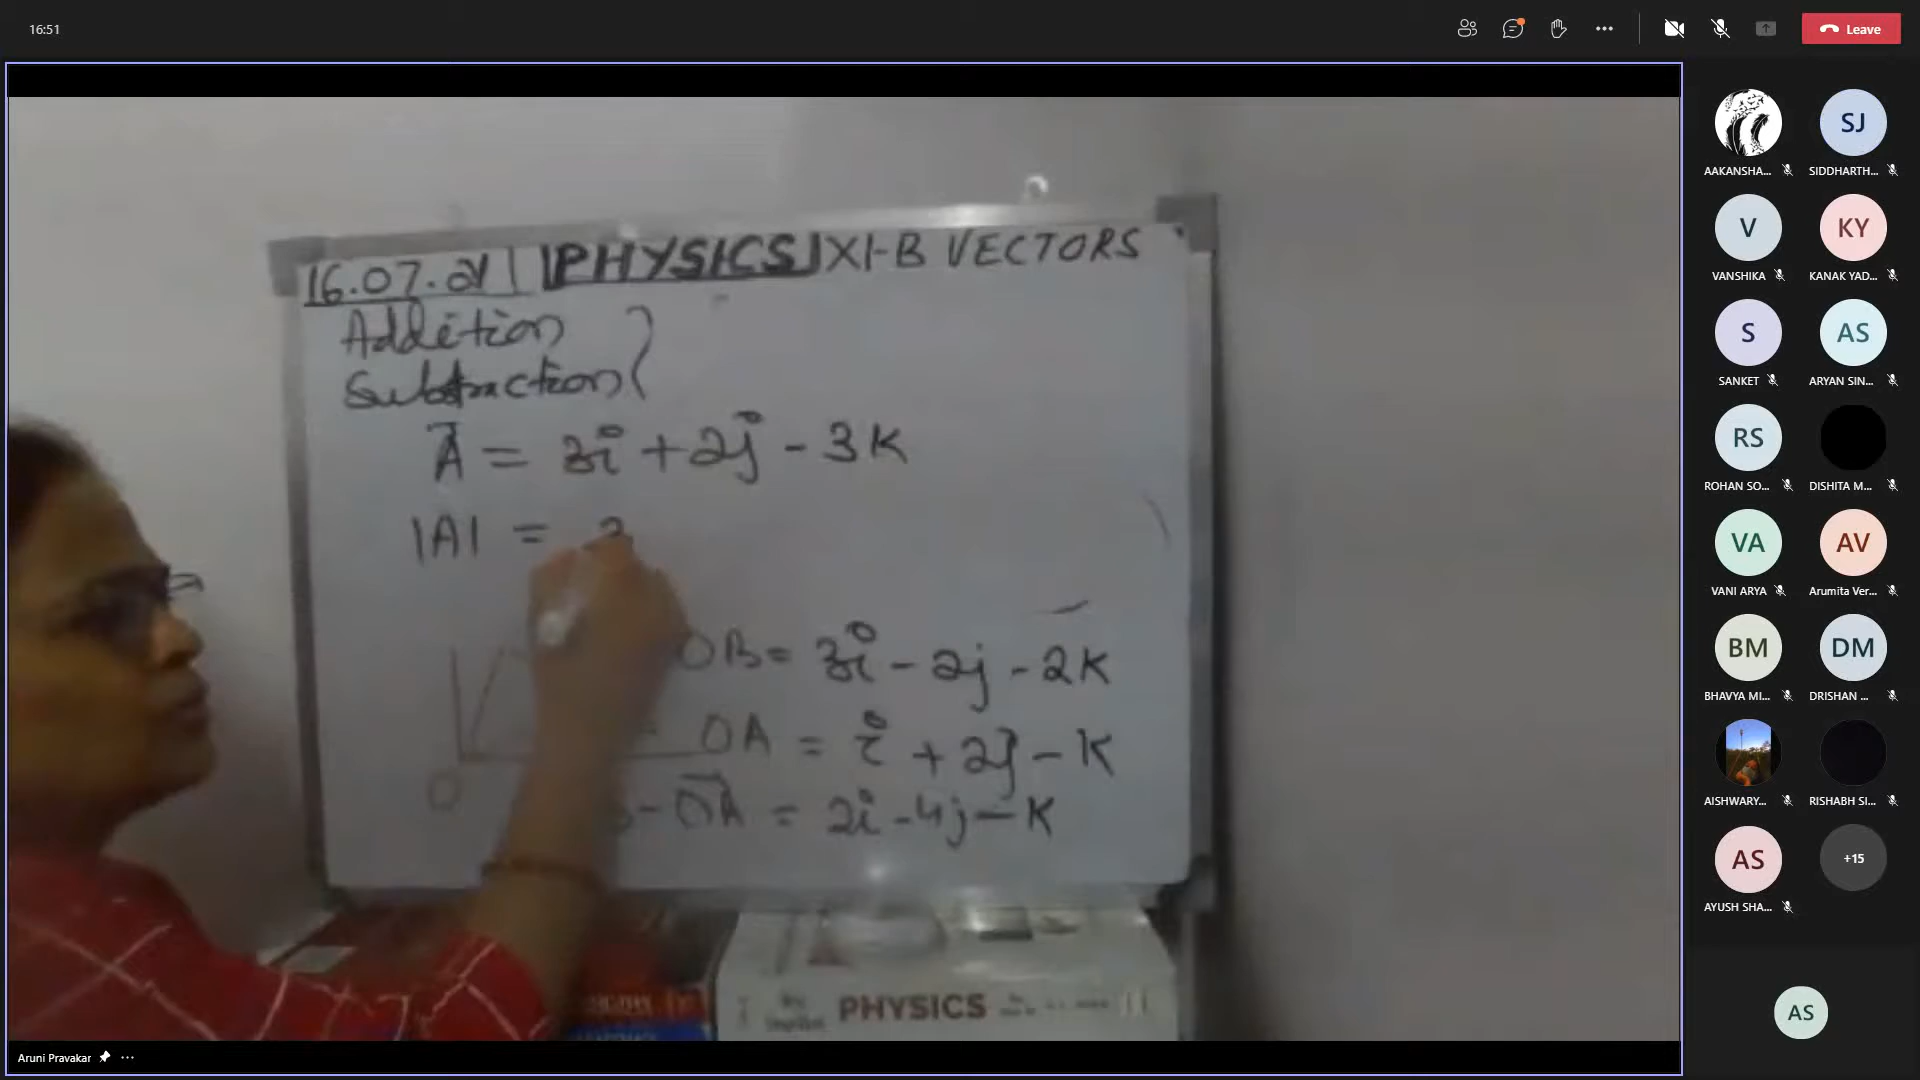 16:51
Leave
16.07.21 PHYSICS XI-B VECTORS
Addition
Subtraction
A = 3i + 2j - 3K
|A| = 3
OB = 3i - 2j - 2K
OA = i + 2j - K
- OA = 2i - 4j - K
O
PHYSICS
Aruni Pravakar
AAKANSHA...
SJ
SIDDHARTH...
V
VANSHIKA
KY
KANAK YAD...
S
SANKET
AS
ARYAN SIN...
RS
ROHAN SO...
DISHITA M...
VA
VANI ARYA
AV
Arumita Ver...
BM
BHAVYA MI...
DM
DRISHAN ...
AISHWARY...
RISHABH SI...
AS
AYUSH SHA...
+15
AS